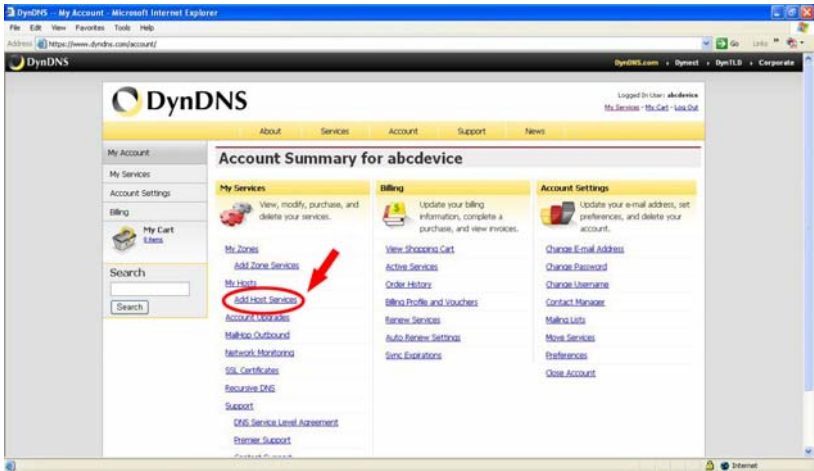 DynDNS -- My Account - Microsoft Internet Explorer
File Edit View Favorites Tools Help
Address https://www.dyndns.com/account/ Go Links
DynDNS
DynDNS.com Dynect DynTLD Corporate
DynDNS
Logged In User: abcdevice
My Services - My Cart - Log Out
About Services Account Support News
My Account
My Services
Account Settings
Billing
My Cart
0 items
Search
Search
Account Summary for abcdevice
My Services
View, modify, purchase, and
delete your services.
My Zones
Add Zone Services
My Hosts
Add Host Services
Account Upgrades
MailHop Outbound
Network Monitoring
SSL Certificates
Recursive DNS
Support
DNS Service Level Agreement
Premier Support
Contact Support
Billing
Update your billing
information, complete a
purchase, and view invoices.
View Shopping Cart
Active Services
Order History
Billing Profile and Vouchers
Renew Services
Auto Renew Settings
Sync Expirations
Account Settings
Update your e-mail address, set
preferences, and delete your
account.
Change E-mail Address
Change Password
Change Username
Contact Manager
Mailing Lists
Move Services
Preferences
Close Account
Internet